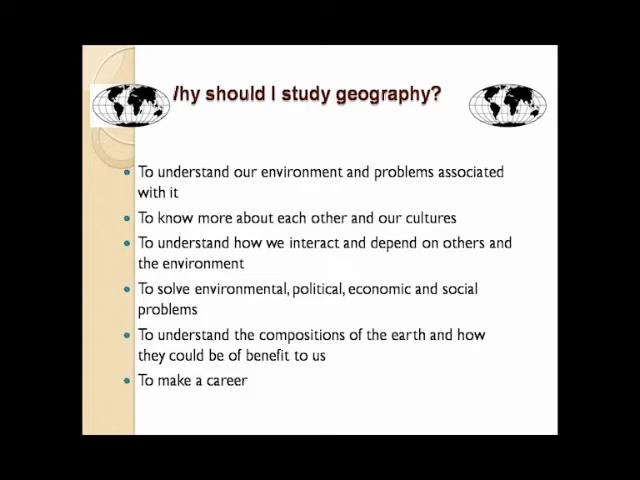 /hy should I study geography?
To understand our environment and problems associated
with it
To know more about each other and our cultures
To understand how we interact and depend on others and
the environment
To solve environmental, political, economic and social
problems
To understand the compositions of the earth and how
they could be of benefit to us
To make a career